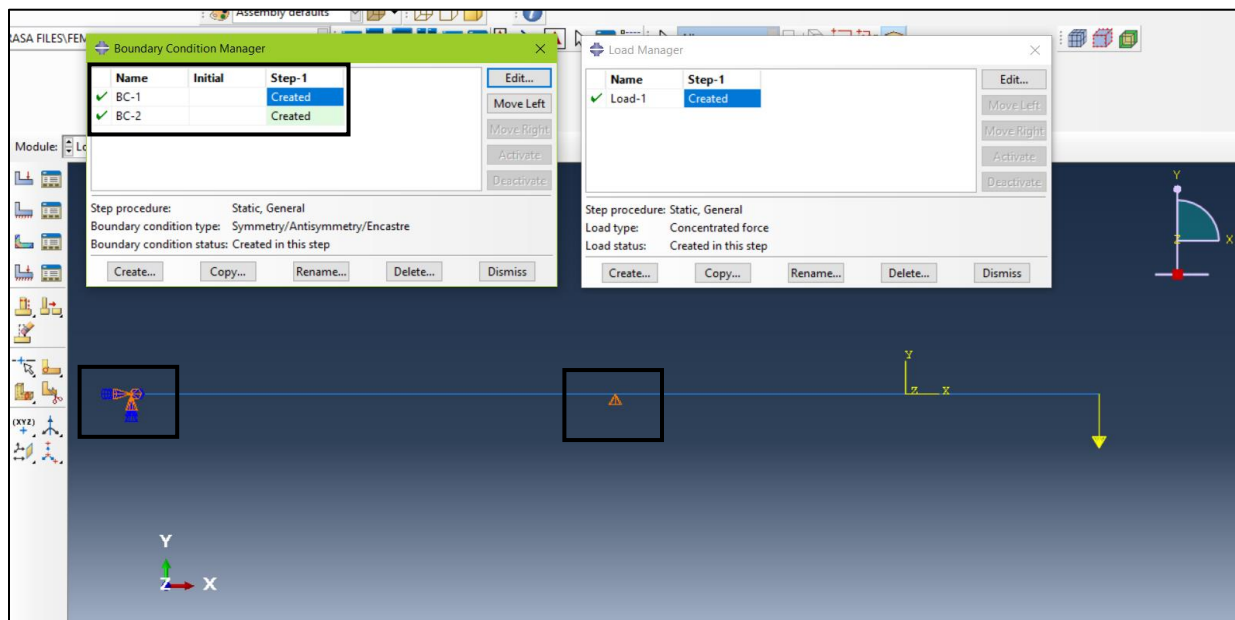 Assembly defaults
ASA FILES\FEM
Boundary Condition Manager
Name Initial Step-1
BC-1 Created
BC-2 Created
Edit...
Move Left
Move Right
Activate
Deactivate
Step procedure: Static, General
Boundary condition type: Symmetry/Antisymmetry/Encastre
Boundary condition status: Created in this step
Create... Copy... Rename... Delete... Dismiss
Load Manager
Name Step-1
Load-1 Created
Edit...
Move Left
Move Right
Activate
Deactivate
Step procedure: Static, General
Load type: Concentrated force
Load status: Created in this step
Create... Copy... Rename... Delete... Dismiss
Module:
(XYZ)
Y
Z X
Y
Z X
Y
Z X